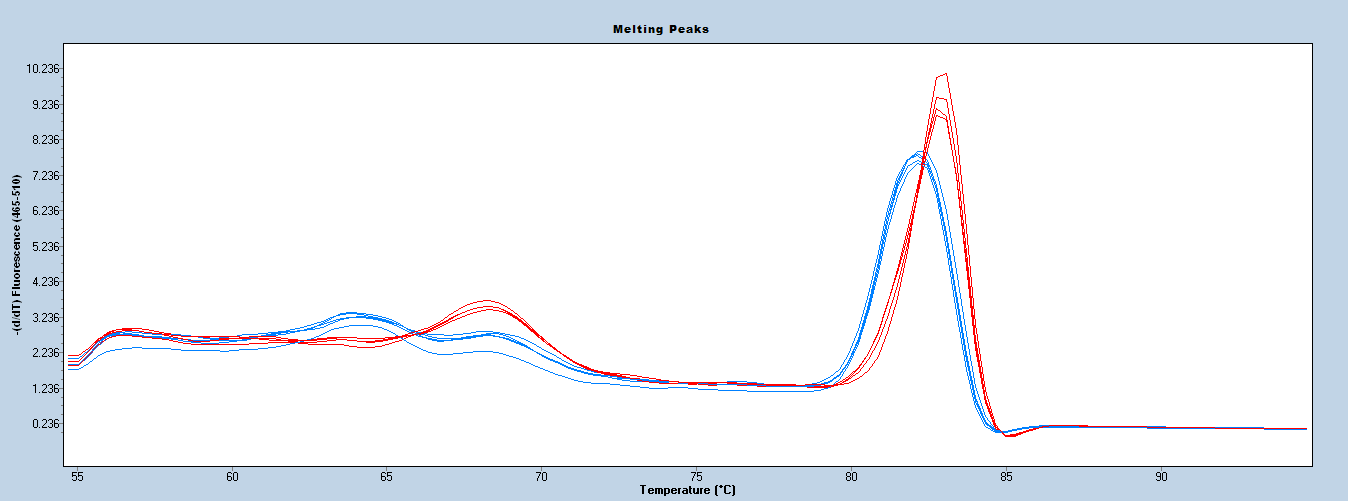 Melting Peaks
10.236
9.236
8.236
7.236
6.236
5.236
4.236
3.236
2.236
1.236
0.236
-(d/dT) Fluorescence (465-510)
55 60 65 70 75 80 85 90
Temperature (°C)